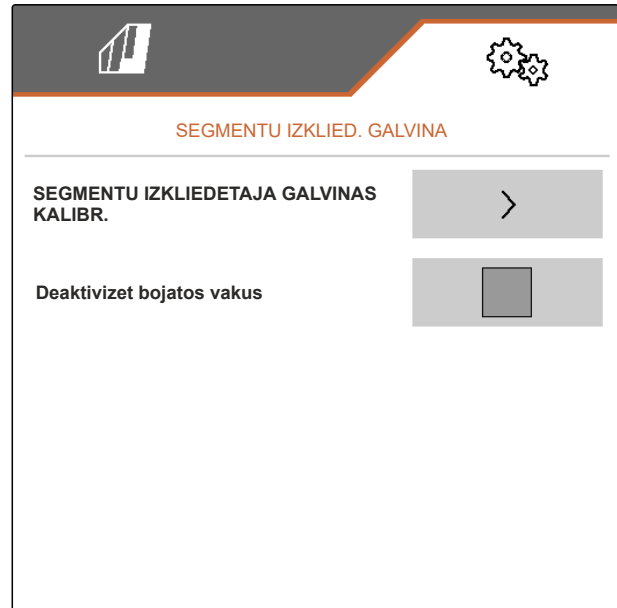 SEGMENTU IZKLIED. GALVINA
SEGMENTU IZKLIEDETAJA GALVINAS
KALIBR.
Deaktivizet bojatos vakus